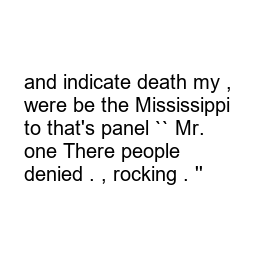 and indicate death my ,
were be the Mississippi
to that's panel `` Mr.
one There people
denied . , rocking . ''